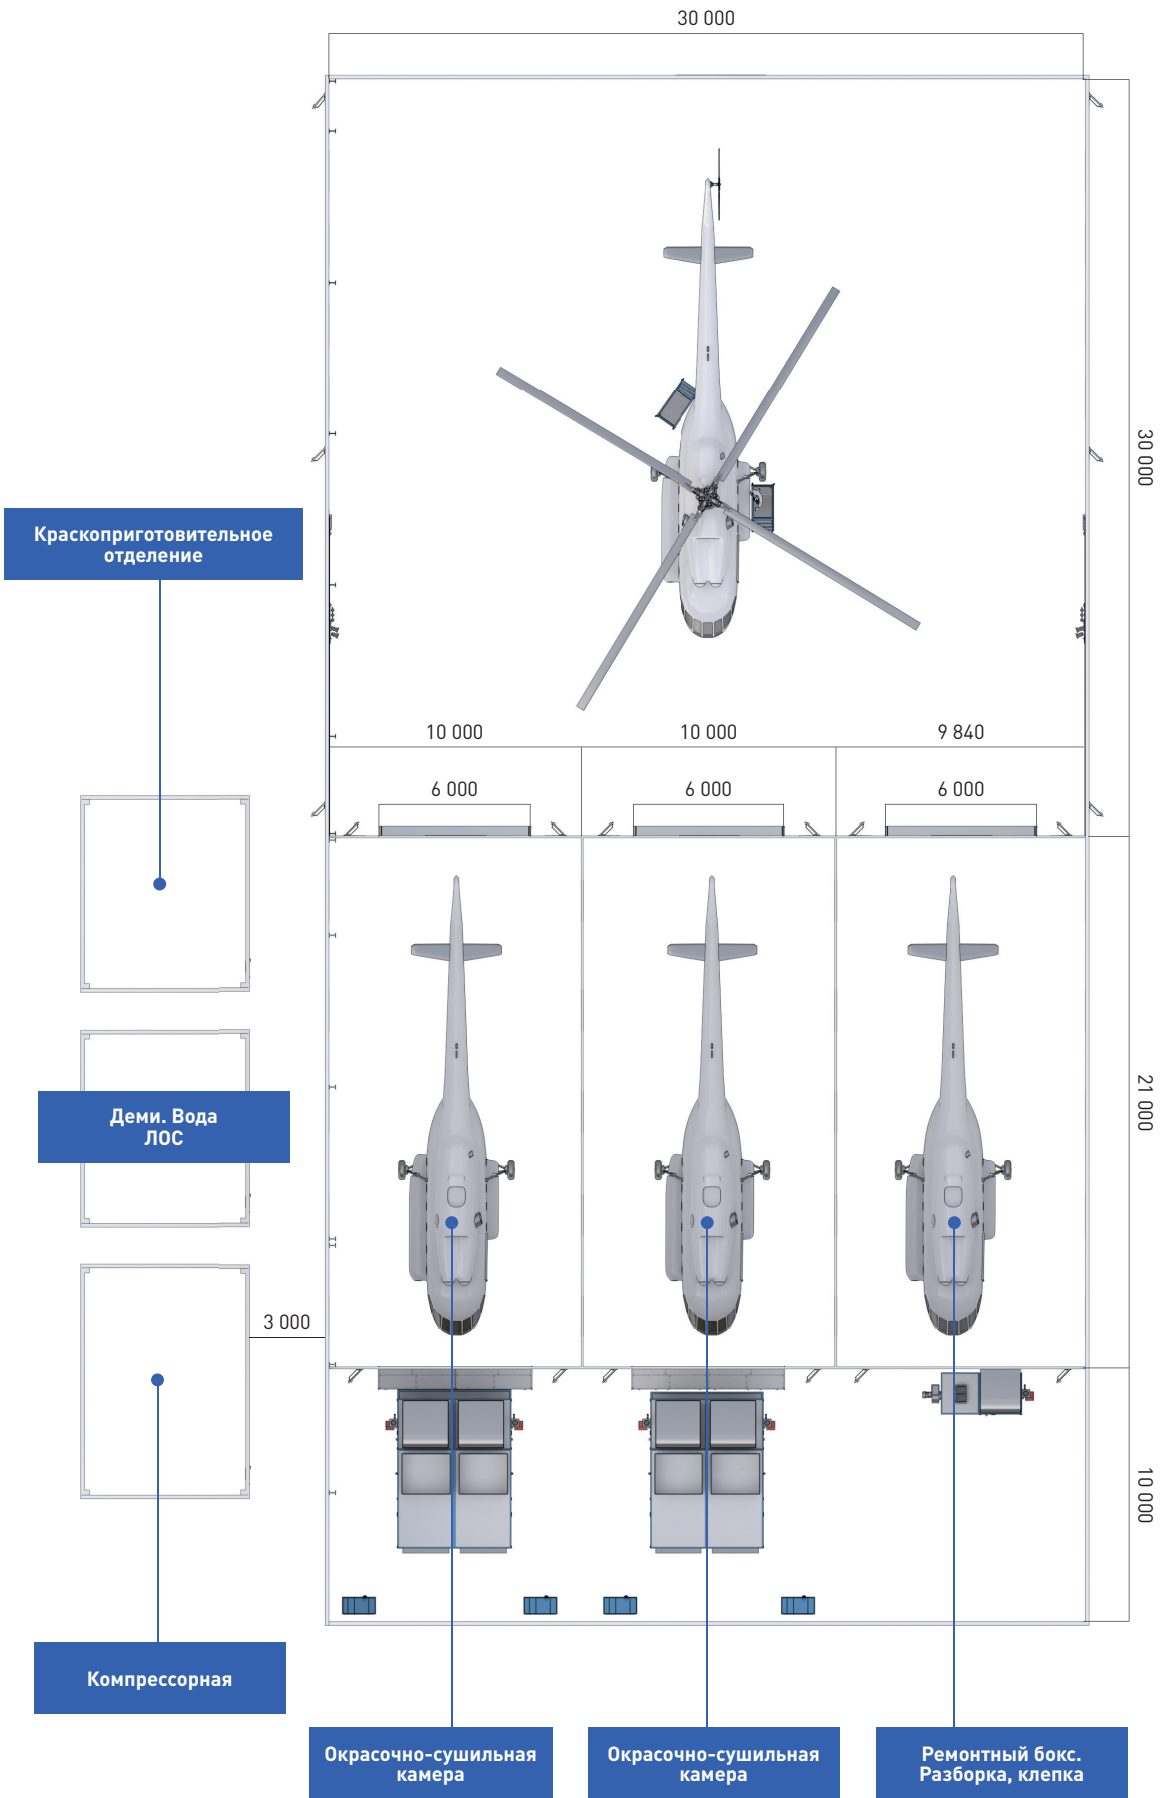 30 000
30 000
Краскоприготовительное
отделение
10 000
10 000
9 840
6 000
6 000
6 000
21 000
Деми. Вода
ЛОС
3 000
10 000
Компрессорная
Окрасочно-сушильная
камера
Окрасочно-сушильная
камера
Ремонтный бокс.
Разборка, клепка